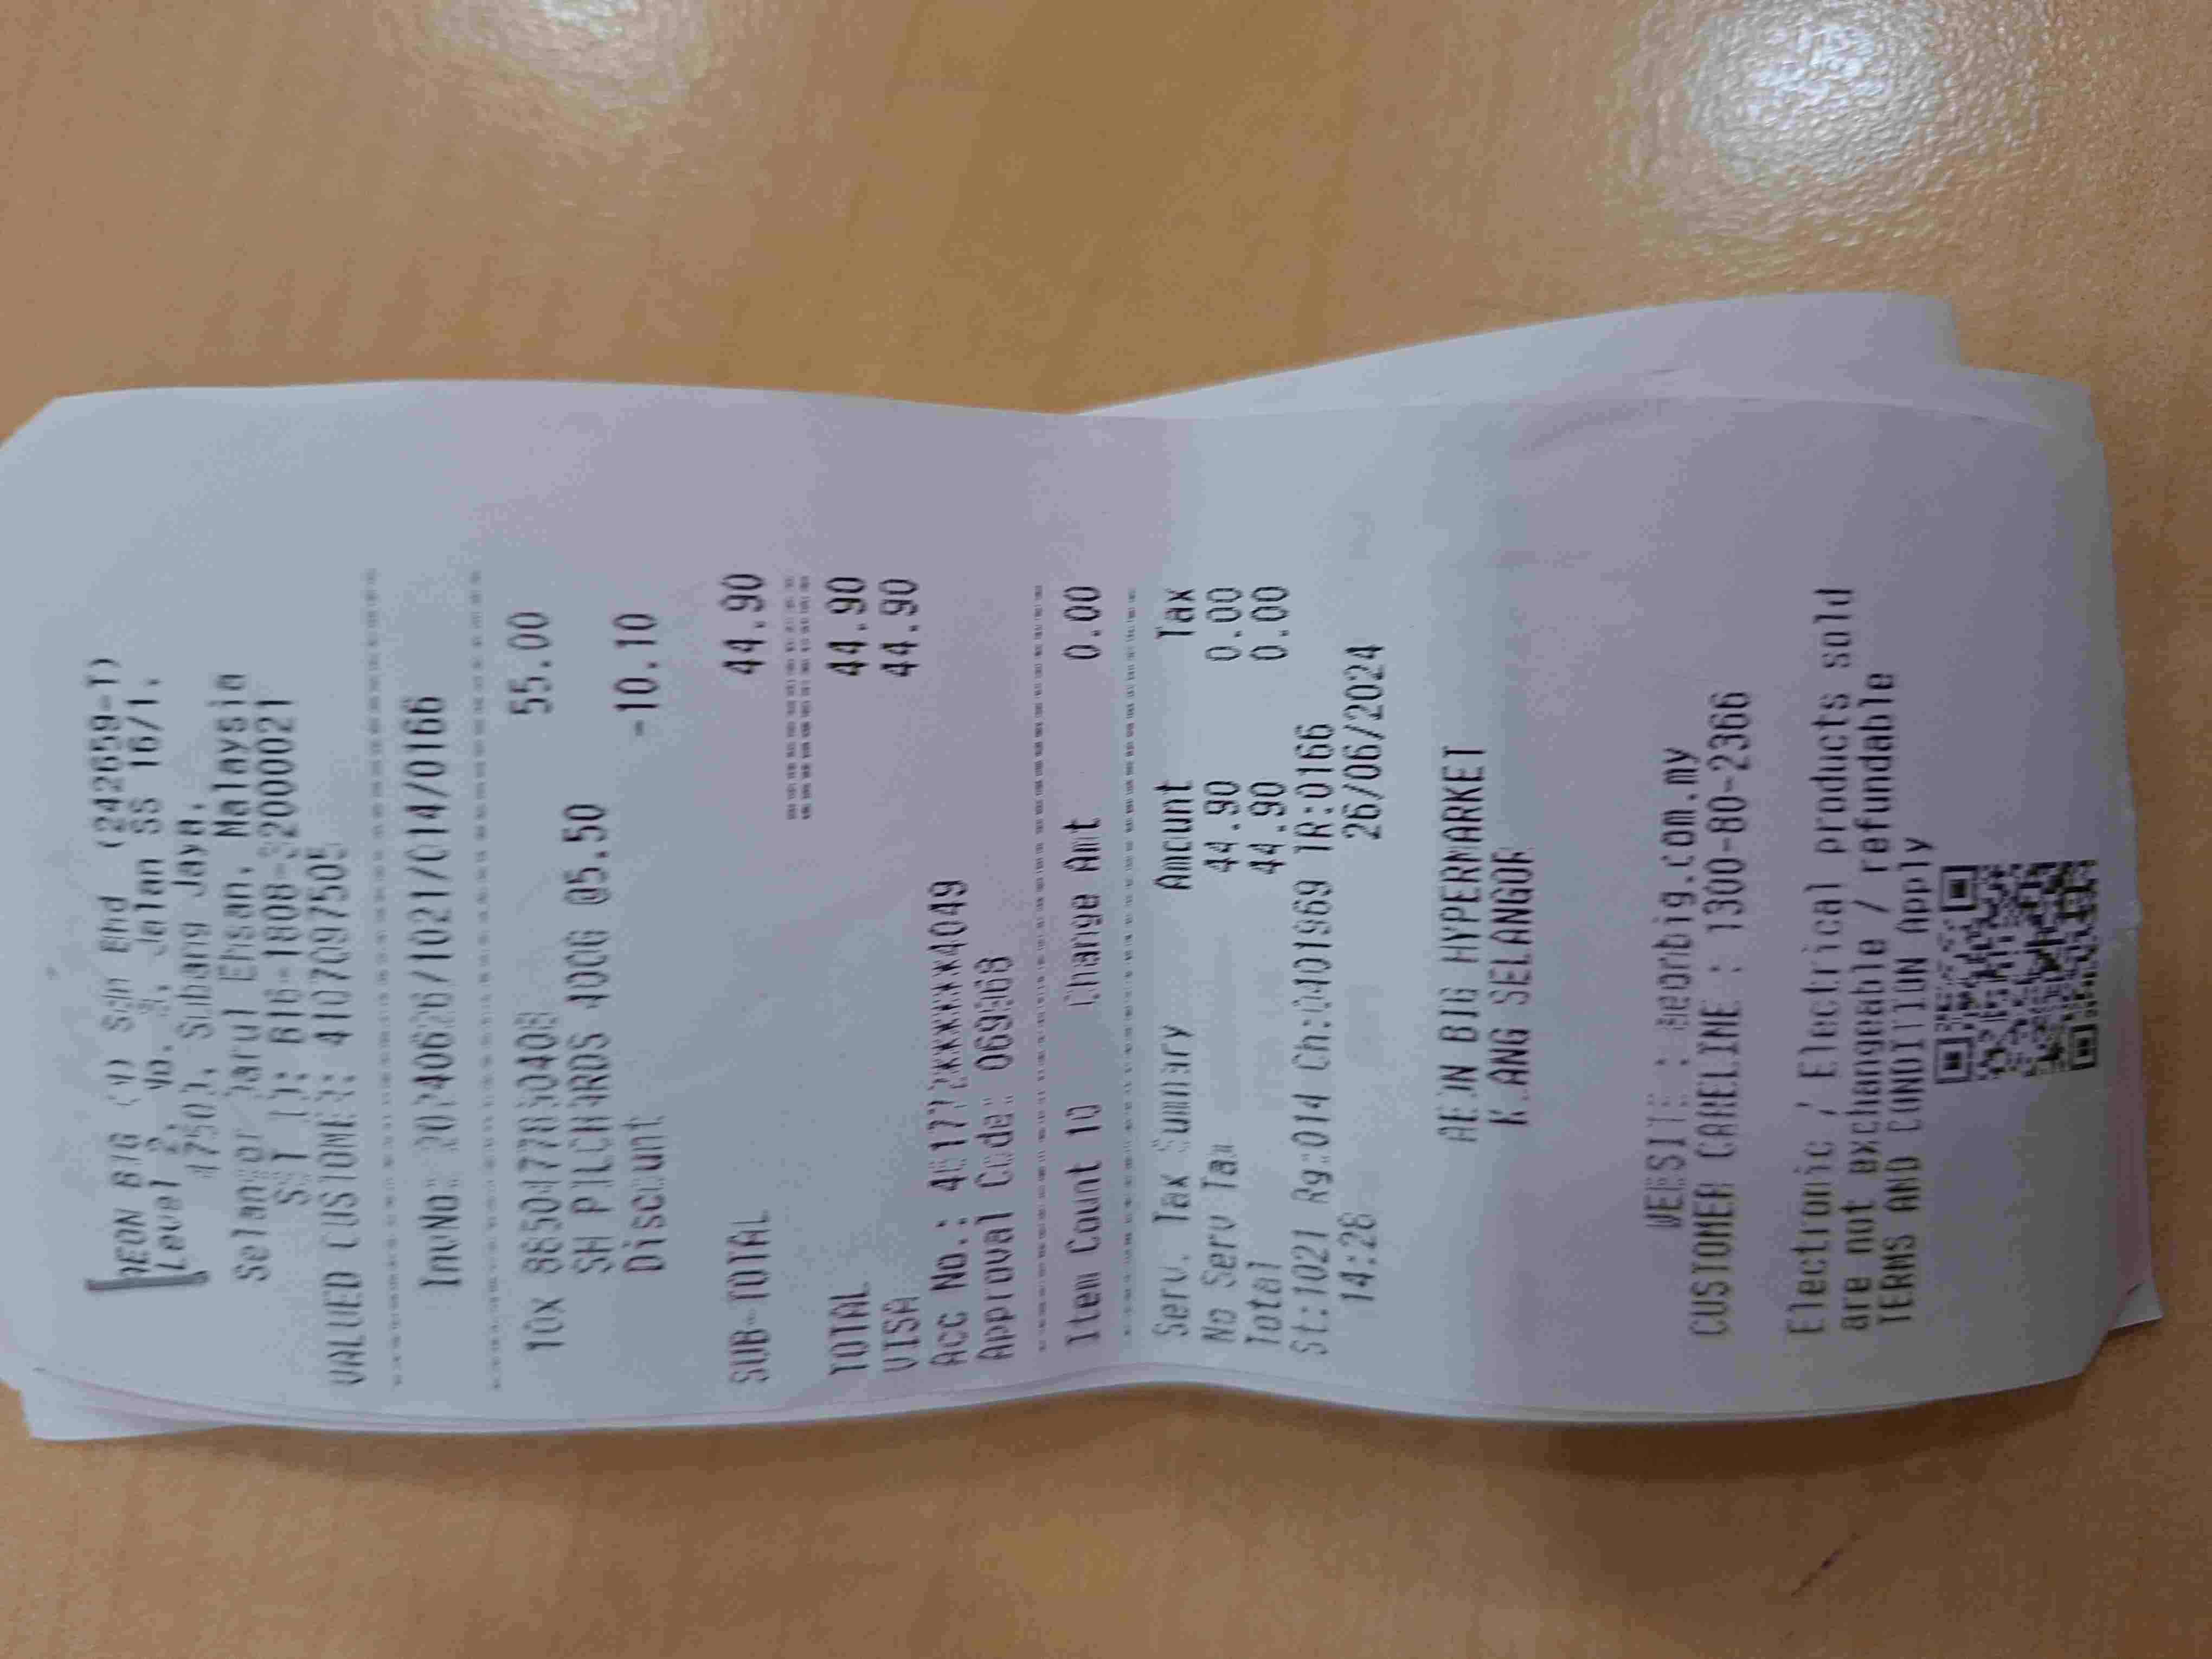 AEON BIG (M) Sdn Bhd (242659-T)
Level 2, No. 3, Jalan SS 16/1,
47500, Subang Jaya,
Selangor Darul Ehsan, Malaysia
SST ID: B16-1808-22000021
VALUED CUSTOMER: 4107097505
InvNo: 20240626/1021/014/0166
10x 55.00
SH PILCHARDS 400G @5.50
Discount -10.10
SUB-TOTAL 44.90
TOTAL 44.90
VISA 44.90
Acc No.:
Approval Code:
Item Count 10 Change Amt 0.00
Serv. Tax Summary Amount Tax
No Serv Tax 44.90 0.00
Total 44.90 0.00
St:1021 Rg:014 Ch:0401969 TR:0166
14:28 26/06/2024
AEON BIG HYPERMARKET
KLANG SELANGOR
WEBSITE : aeonbig.com.my
CUSTOMER CARELINE : 1300-80-2366
Electronic / Electrical products sold
are not exchangeable / refundable
TERMS AND CONDITION Apply